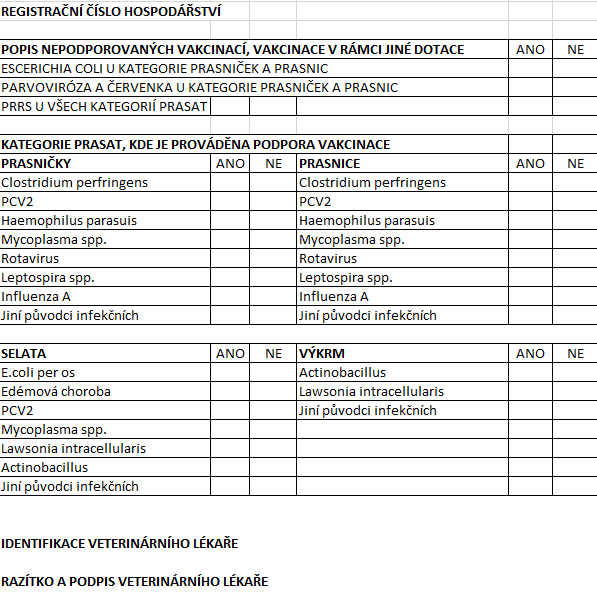 REGISTRAČNÍ ČÍSLO HOSPODÁŘSTVÍ
POPIS NEPODPOROVANÝCH VAKCINACÍ, VAKCINACE V RÁMCI JINÉ DOTACE ANO NE
ESCERICHIA COLI U KATEGORIE PRASNIČEK A PRASNIC
PARVOVIRÓZA A ČERVENKA U KATEGORIE PRASNIČEK A PRASNIC
PRRS U VŠECH KATEGORIÍ PRASAT
KATEGORIE PRASAT, KDE JE PROVÁDĚNA PODPORA VAKCINACE
PRASNIČKY ANO NE PRASNICE ANO NE
Clostridium perfringens Clostridium perfringens
PCV2 PCV2
Haemophilus parasuis Haemophilus parasuis
Mycoplasma spp. Mycoplasma spp.
Rotavirus Rotavirus
Leptospira spp. Leptospira spp.
Influenza A Influenza A
Jiní původci infekčních Jiní původci infekčních
SELATA ANO NE VÝKRM ANO NE
E.coli per os Actinobacillus
Edémová choroba Lawsonia intracellularis
PCV2 Jiní původci infekčních
Mycoplasma spp.
Lawsonia intracellularis
Actinobacillus
Jiní původci infekčních
IDENTIFIKACE VETERINÁRNÍHO LÉKAŘE
RAZÍTKO A PODPIS VETERINÁRNÍHO LÉKAŘE